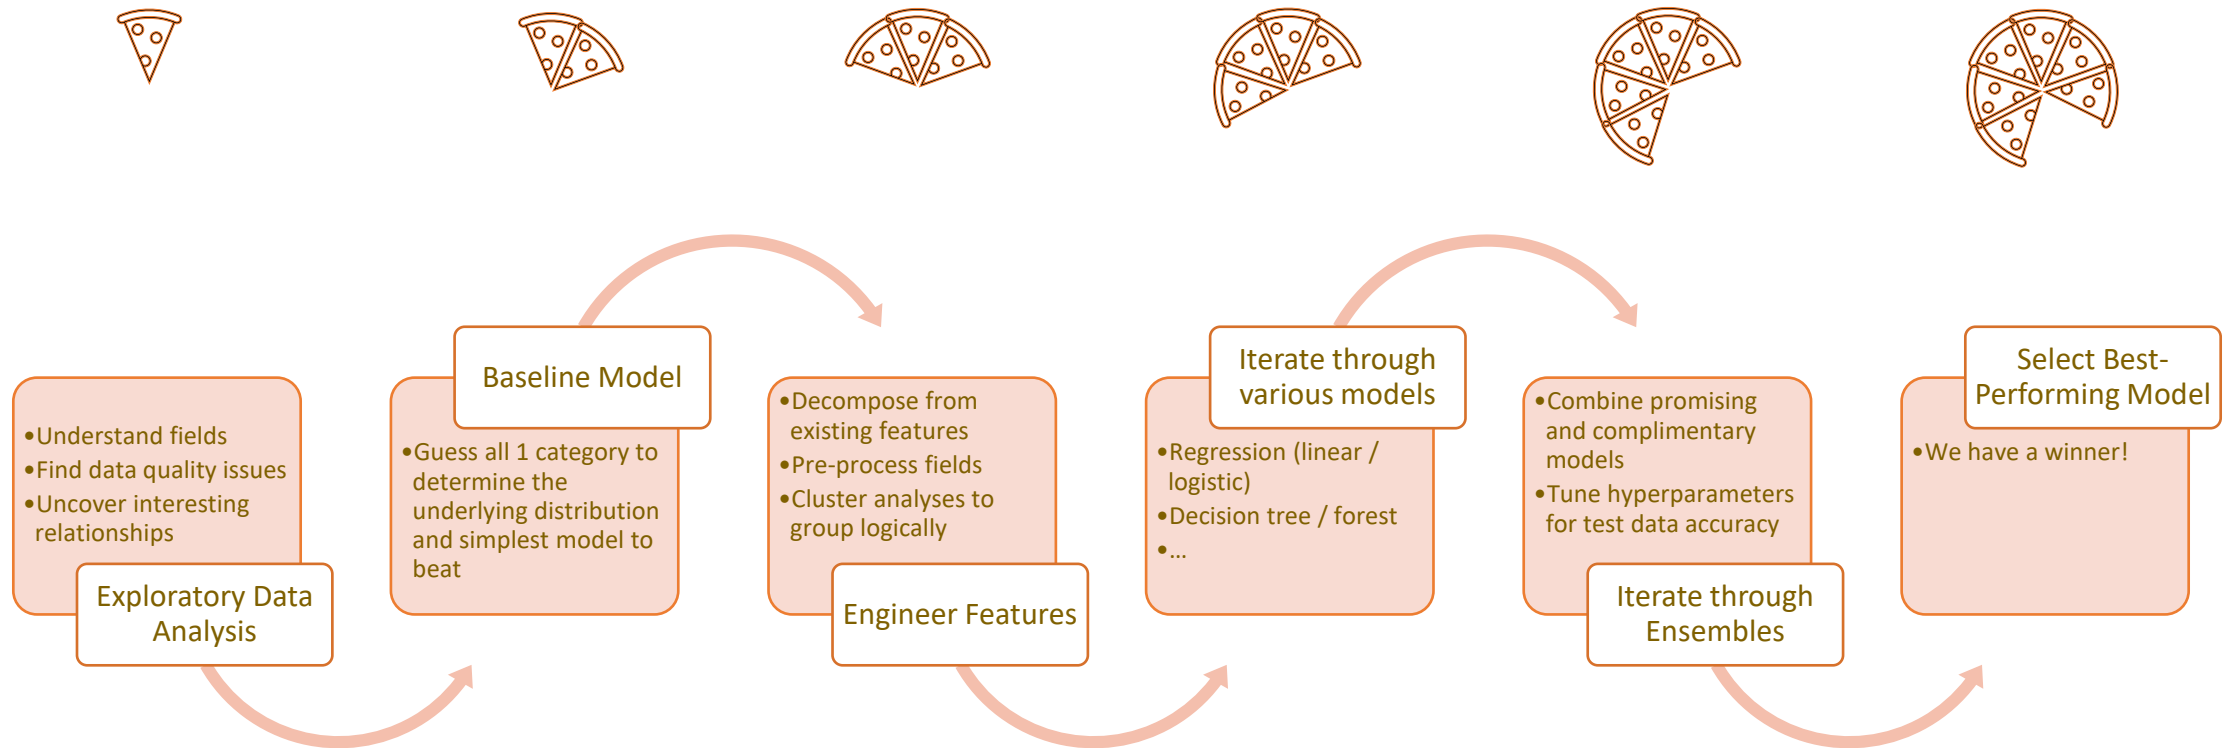 •Understand fields
•Find data quality issues
•Uncover interesting
relationships
Exploratory Data
Analysis
Baseline Model
•Guess all 1 category to
determine the
underlying distribution
and simplest model to
beat
•Decompose from
existing features
•Pre-process fields
•Cluster analyses to
group logically
Engineer Features
Iterate through
various models
•Regression (linear /
logistic)
•Decision tree / forest
•...
•Combine promising
and complimentary
models
•Tune hyperparameters
for test data accuracy
Iterate through
Ensembles
Select Best-
Performing Model
•We have a winner!